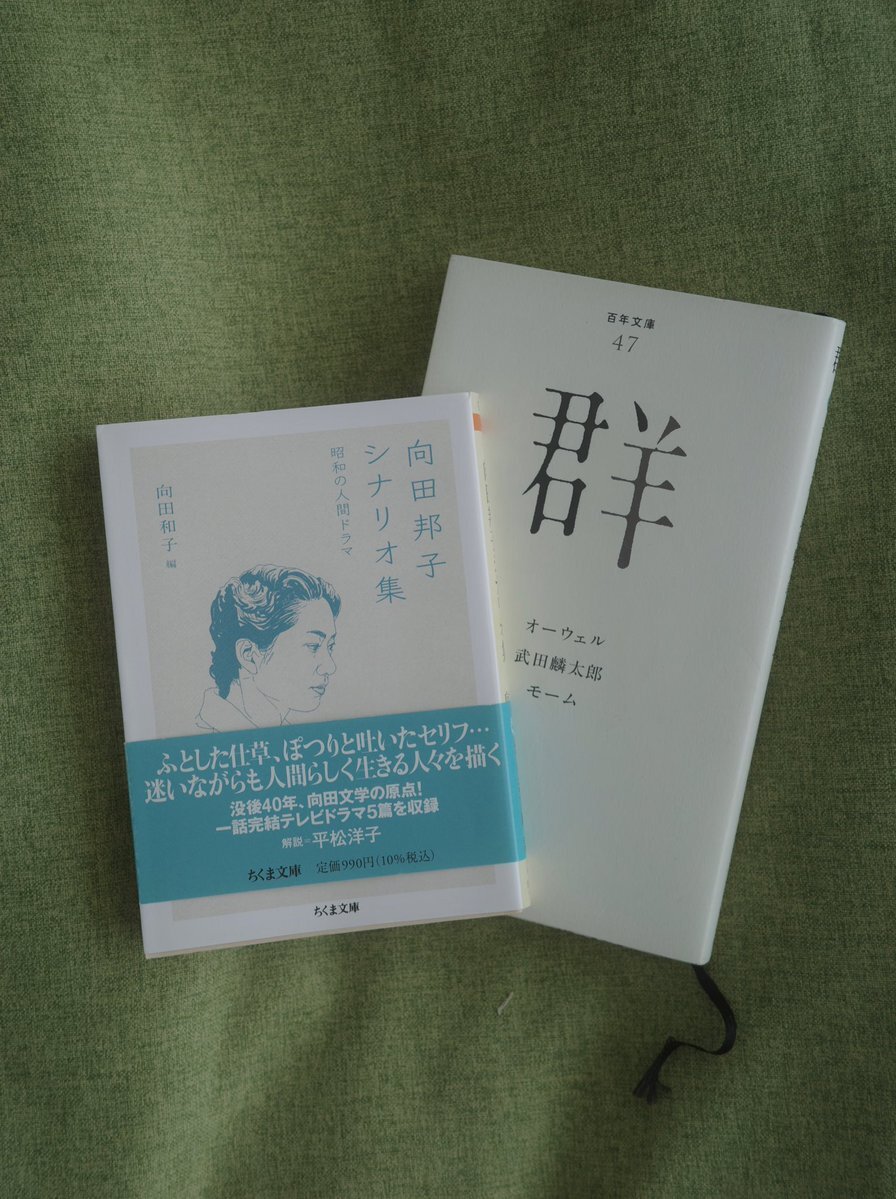 向田邦子
シナリオ集
昭和の人間ドラマ
向田和子 編
ふとした仕草、ぽつりと吐いたセリフ…
迷いながらも人間らしく生きる人々を描く
没後40年、向田文学の原点!
一話完結テレビドラマ5篇を収録
解説=平松洋子
ちくま文庫 定価990円(10%税込)
ちくま文庫
百年文庫
47
群
オーウェル
武田麟太郎
モーム
群